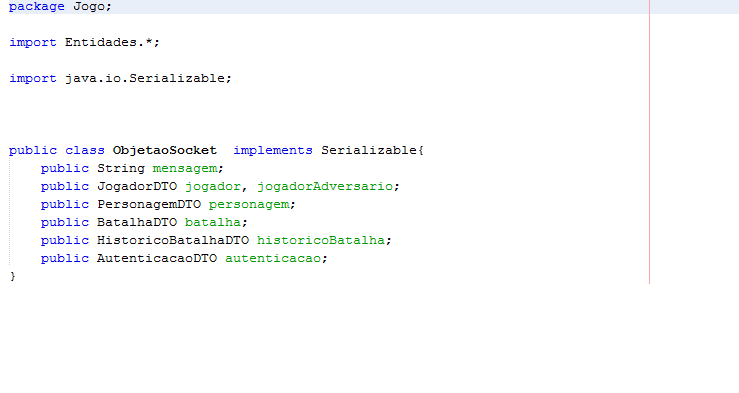 package Jogo;
import Entidades.*;
import java.io.Serializable;
public class ObjetaoSocket  implements Serializable{
public String mensagem;
public JogadorDTO jogador, jogadorAdversario;
public PersonagemDTO personagem;
public BatalhaDTO batalha;
public HistoricoBatalhaDTO historicoBatalha;
public AutenticacaoDTO autenticacao;
}